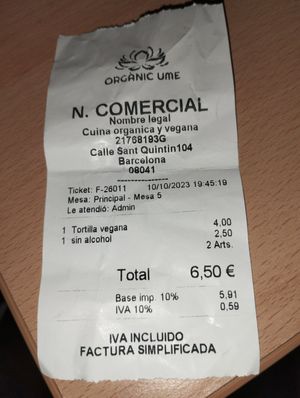 ORGÀNIC UME
N. COMERCIAL
Nombre legal
Cuina organica y vegana
21768193G
Calle Sant Quintin104
Barcelona
08041
Ticket: F-26011 10/10/2023 19:45:19
Mesa: Principal - Mesa 5
Le atendió: Admin
1 Tortilla vegana 4,00
1 sin alcohol 2,50
2 Arts.
Total 6,50 €
Base imp. 10% 5,91
IVA 10% 0,59
IVA INCLUIDO
FACTURA SIMPLIFICADA